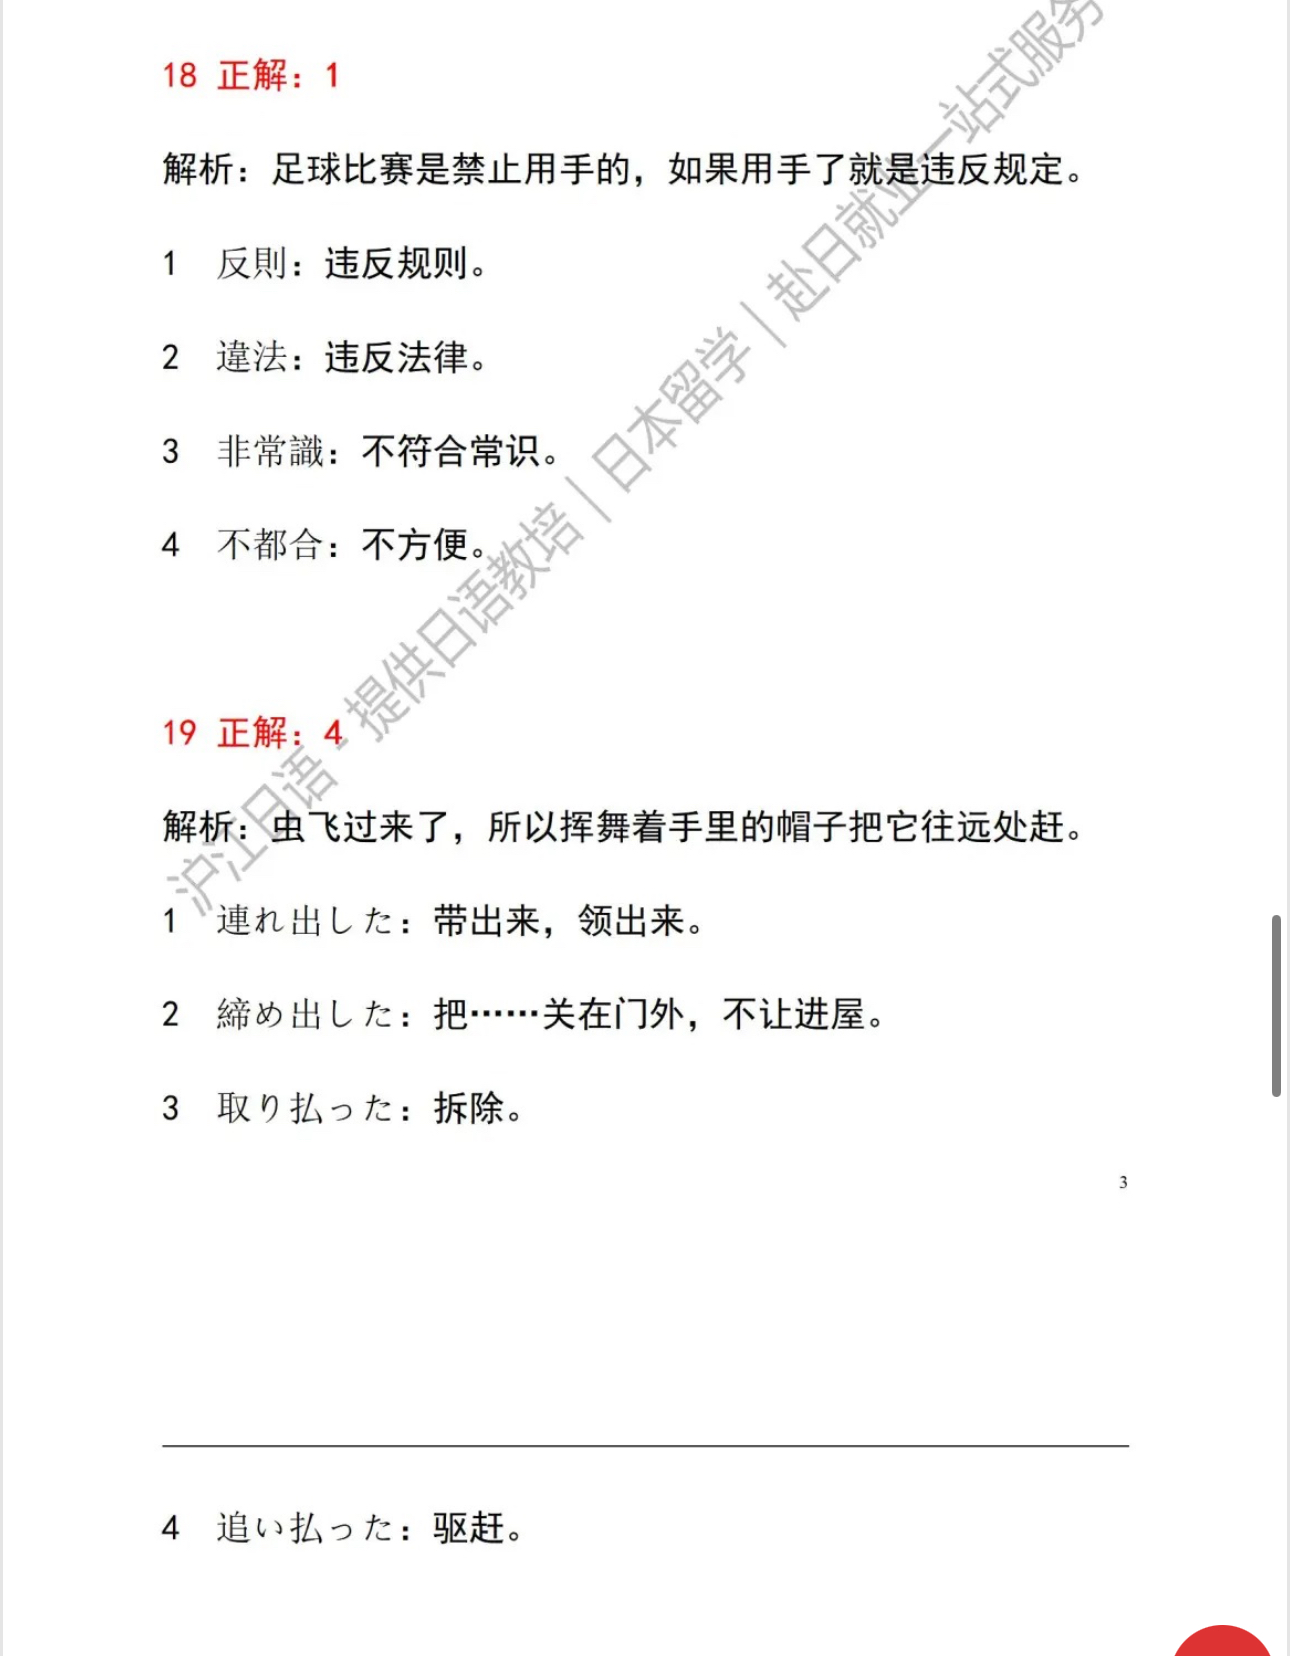 18 正解：1
解析：足球比赛是禁止用手的，如果用手了就是违反规定。
1 反則：违反规则。
2 違法：违反法律。
3 非常識：不符合常识。
4 不都合：不方便。
19 正解：4
解析：虫飞过来了，所以挥舞着手里的帽子把它往远处赶。
1 連れ出した：带出来，领出来。
2 締め出した：把……关在门外，不让进屋。
3 取り払った：拆除。
3
4 追い払った：驱赶。
沪江日语-提供日语教培|日本留学|赴日就业一站式服务